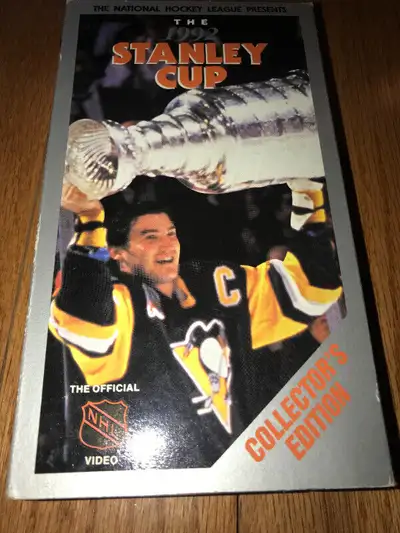 THE NATIONAL HOCKEY LEAGUE PRESENTS
THE
1992
STANLEY
CUP
C
THE OFFICIAL
NHL
VIDEO
COLLECTOR'S
EDITION